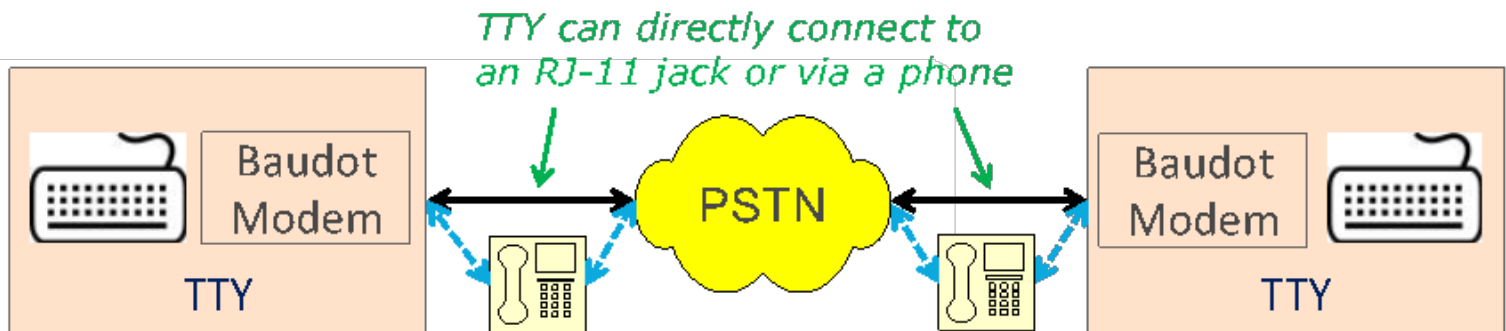 TTY can directly connect to
an RJ-11 jack or via a phone
Baudot
Modem
TTY
PSTN
Baudot
Modem
TTY